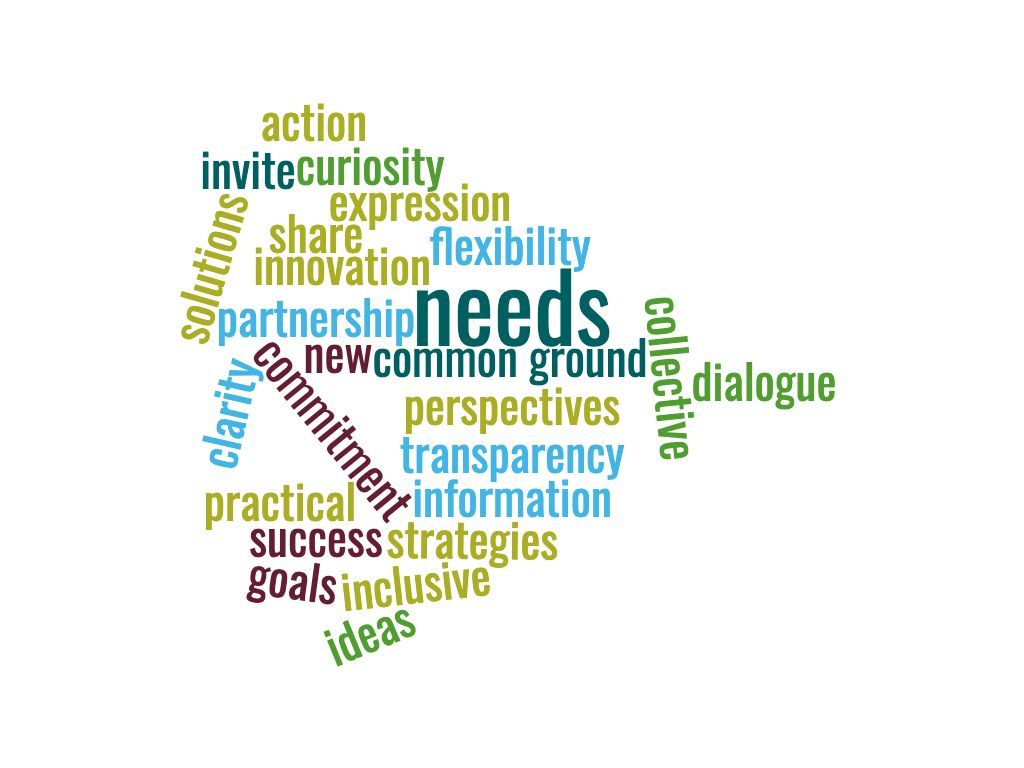 action
invite
curiosity
expression
solutions
share
flexibility
innovation
needs
partnership
collective
new
common ground
commitment
dialogue
clarity
perspectives
transparency
practical
information
success
strategies
goals
inclusive
ideas